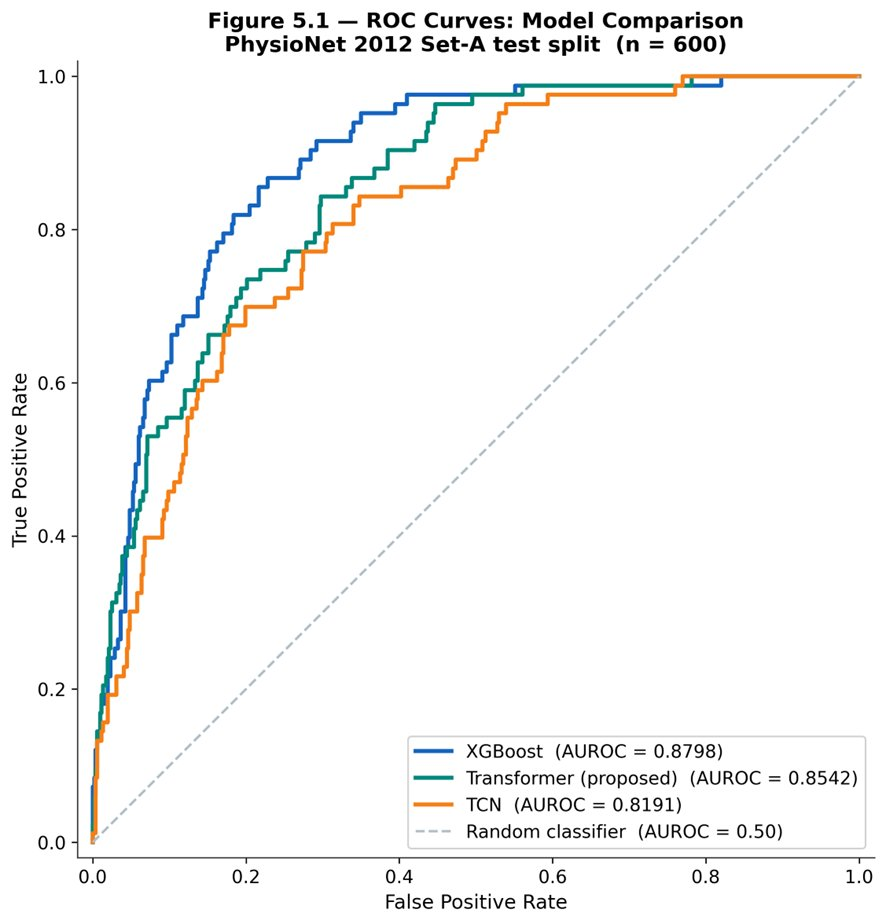 Figure 5.1 — ROC Curves: Model Comparison
PhysioNet 2012 Set-A test split (n = 600)
True Positive Rate
1.0
0.8
0.6
0.4
0.2
0.0
XGBoost (AUROC = 0.8798)
Transformer (proposed) (AUROC = 0.8542)
TCN (AUROC = 0.8191)
Random classifier (AUROC = 0.50)
0.0 0.2 0.4 0.6 0.8 1.0
False Positive Rate